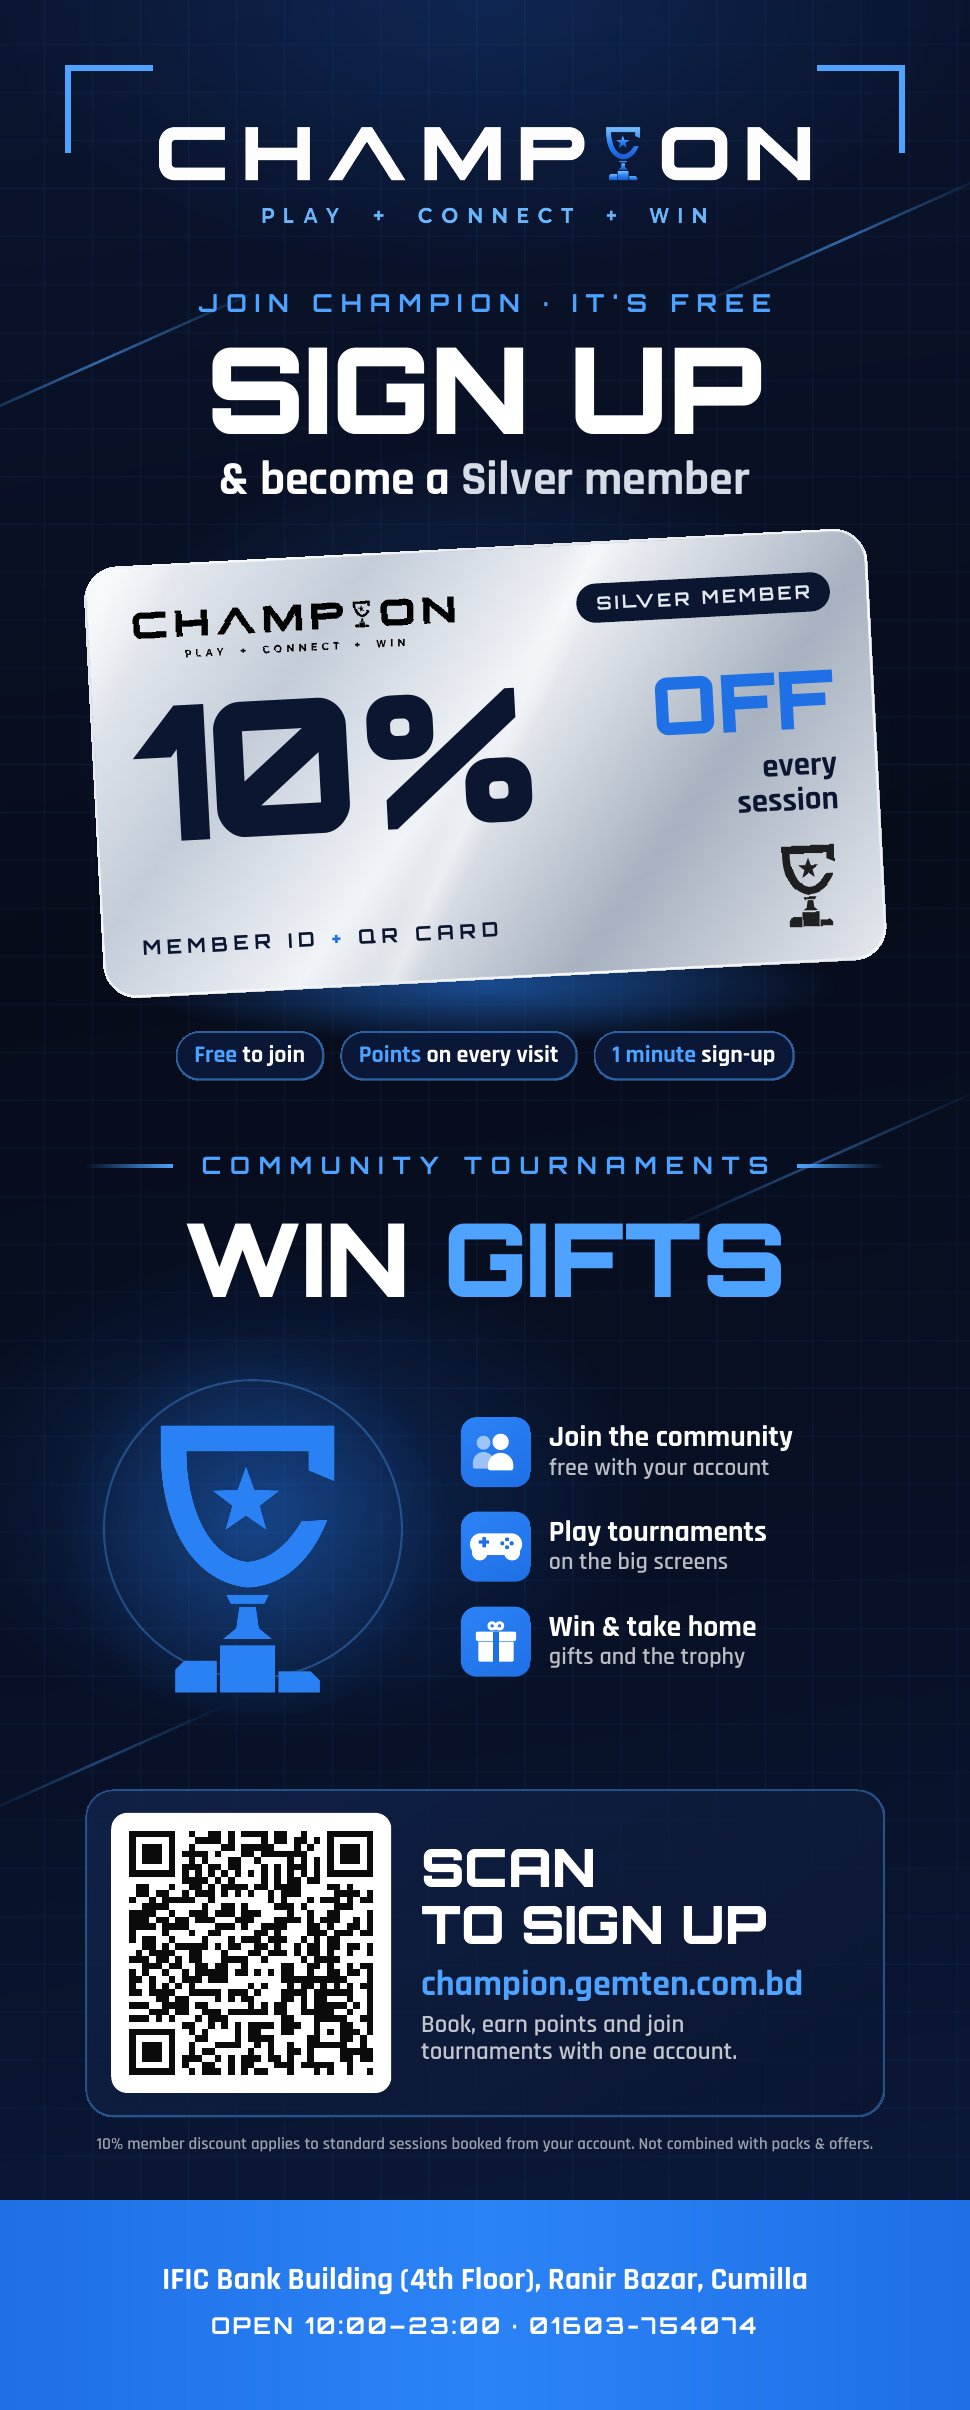 CHAMPION
PLAY + CONNECT + WIN
JOIN CHAMPION · IT'S FREE
SIGN UP
& become a Silver member
CHAMPION
PLAY + CONNECT + WIN
SILVER MEMBER
10%
OFF
every
session
MEMBER ID + QR CARD
Free to join
Points on every visit
1 minute sign-up
COMMUNITY TOURNAMENTS
WIN GIFTS
Join the community
free with your account
Play tournaments
on the big screens
Win & take home
gifts and the trophy
SCAN
TO SIGN UP
champion.gemten.com.bd
Book, earn points and join
tournaments with one account.
10% member discount applies to standard sessions booked from your account. Not combined with packs & offers.
IFIC Bank Building (4th Floor), Ranir Bazar, Cumilla
OPEN 10:00–23:00 · 01603-754074